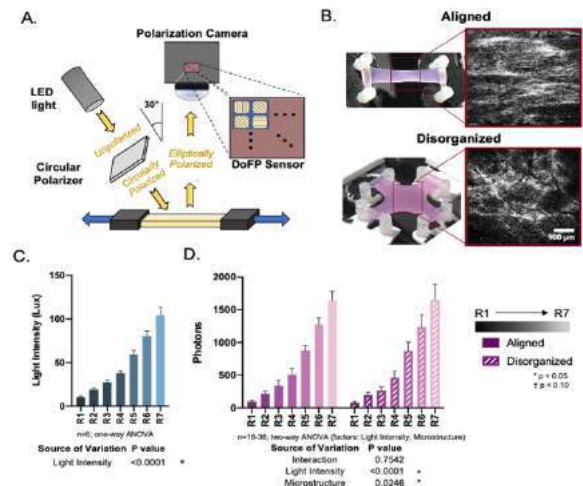 A.
Polarization Camera
LED
light
30°
Unpolarized
Circular
Polarizer
Circularly
Polarized
Elliptically
Polarized
DoFP Sensor
B.
Aligned
Disorganized
900 μm
C.
Light Intensity (Lux)
150
100
50
0
R1 R2 R3 R4 R5 R6 R7
n=6; one-way ANOVA
Source of Variation P value
Light Intensity <0.0001 *
D.
Photons
2000
1500
1000
500
0
R1 R2 R3 R4 R5 R6 R7 R1 R2 R3 R4 R5 R6 R7
n=16-36; two-way ANOVA (factors: Light Intensity, Microstructure)
Source of Variation P value
Interaction 0.7542
Light Intensity <0.0001 *
Microstructure 0.0246 *
R1 R7
Aligned
Disorganized
* p < 0.05
† p < 0.10